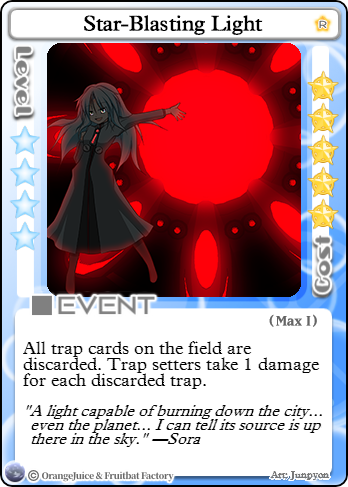 Star-Blasting Light
R
Level
Cost
EVENT
(Max 1)
All trap cards on the field are
discarded. Trap setters take 1 damage
for each discarded trap.
"A light capable of burning down the city...
even the planet... I can tell its source is up
there in the sky." —Sora
© OrangeJuice & Fruitbat Factory
Art: Junpyon